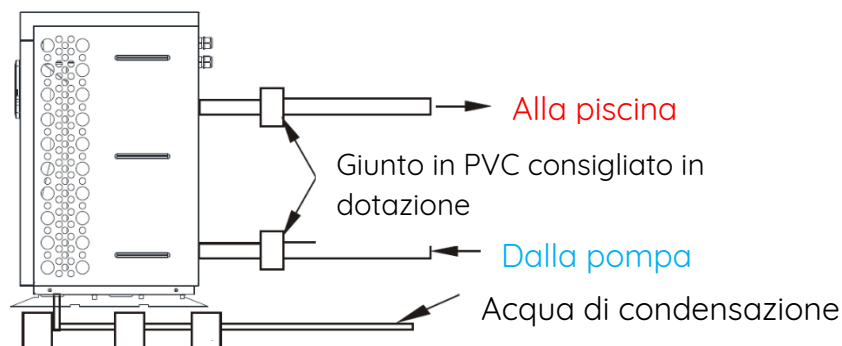 Alla piscina
Giunto in PVC consigliato in
dotazione
Dalla pompa
Acqua di condensazione